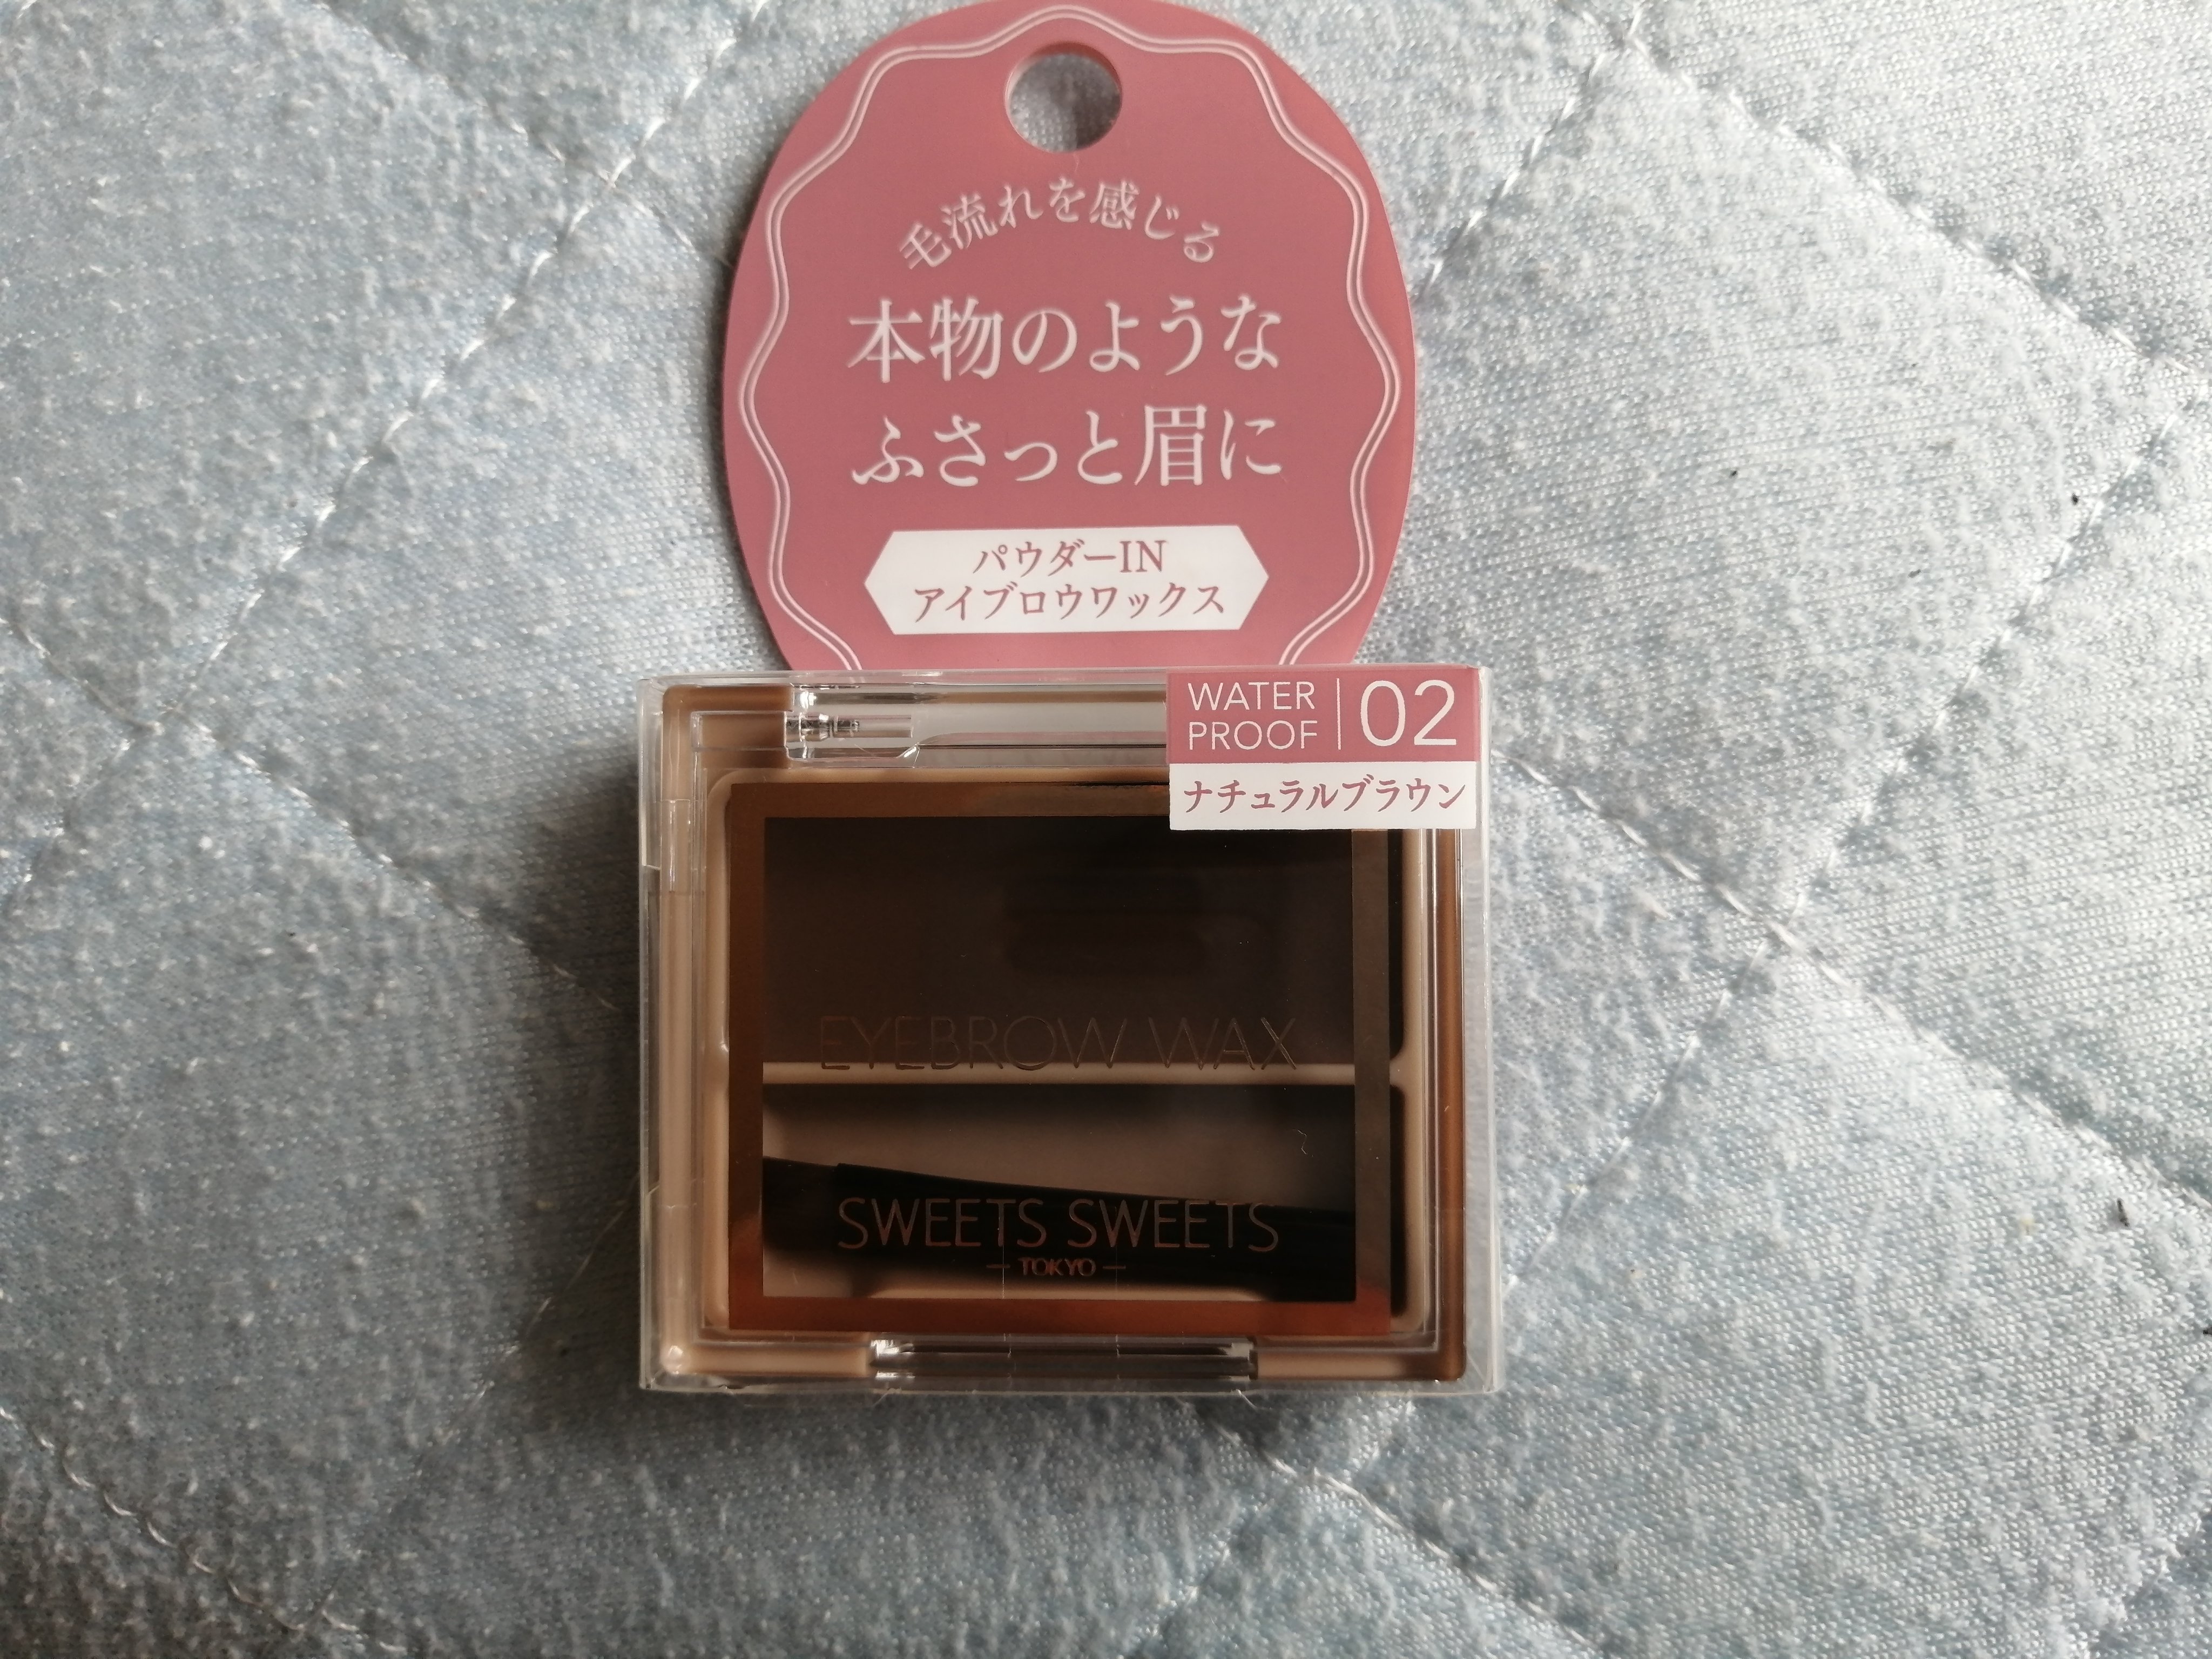 毛流れを感じる
本物のような
ふさっと眉に
パウダーIN
アイブロウワックス
WATER
PROOF
02
ナチュラルブラウン
EYEBROW WAX
SWEETS SWEETS
TOKYO